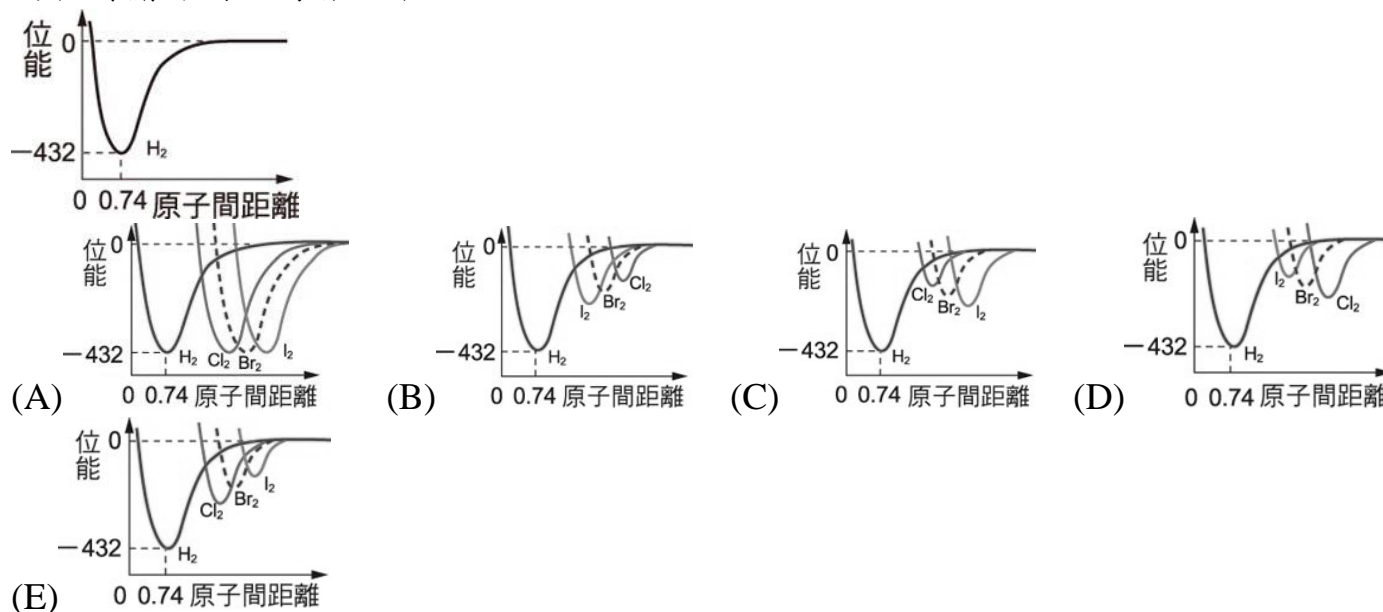 位能
0
H₂
—432
0 0.74 原子間距離
(A)
位能
0
—432
H₂ Cl₂ Br₂ I₂
0 0.74 原子間距離
(B)
位能
0
—432
H₂ I₂ Br₂ Cl₂
0 0.74 原子間距離
(C)
位能
0
—432
H₂ Cl₂ Br₂ I₂
0 0.74 原子間距離
(D)
位能
0
—432
H₂ I₂ Br₂ Cl₂
0 0.74 原子間距離
(E)
位能
0
—432
H₂ Cl₂ Br₂ I₂
0 0.74 原子間距離